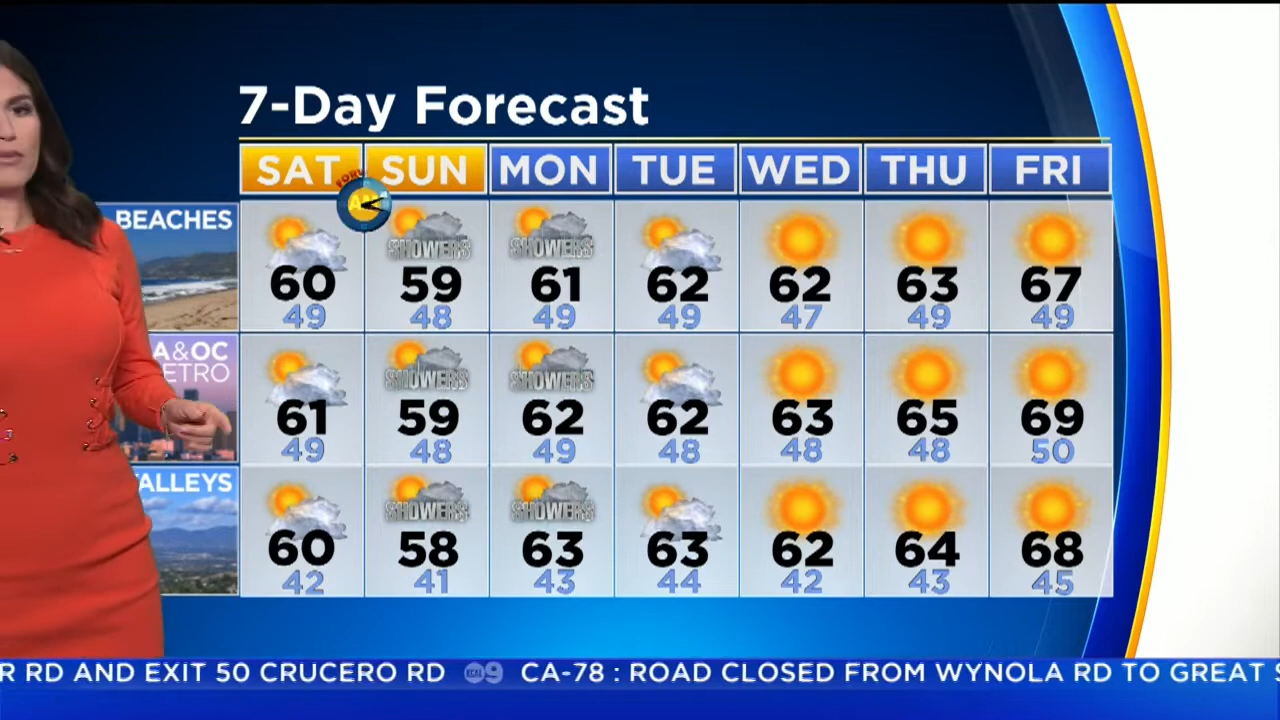 7-Day Forecast
SAT SUN MON TUE WED THU FRI
BEACHES
SHOWERS SHOWERS
60 59 61 62 62 63 67
49 48 49 49 47 49 49
A&OC
ETRO
SHOWERS SHOWERS
61 59 62 62 63 65 69
49 48 49 48 48 48 50
ALLEYS
SHOWERS SHOWERS
60 58 63 63 62 64 68
42 41 43 44 42 43 45
R RD AND EXIT 50 CRUCERO RD KCAL 9 CA-78 : ROAD CLOSED FROM WYNOLA RD TO GREAT S